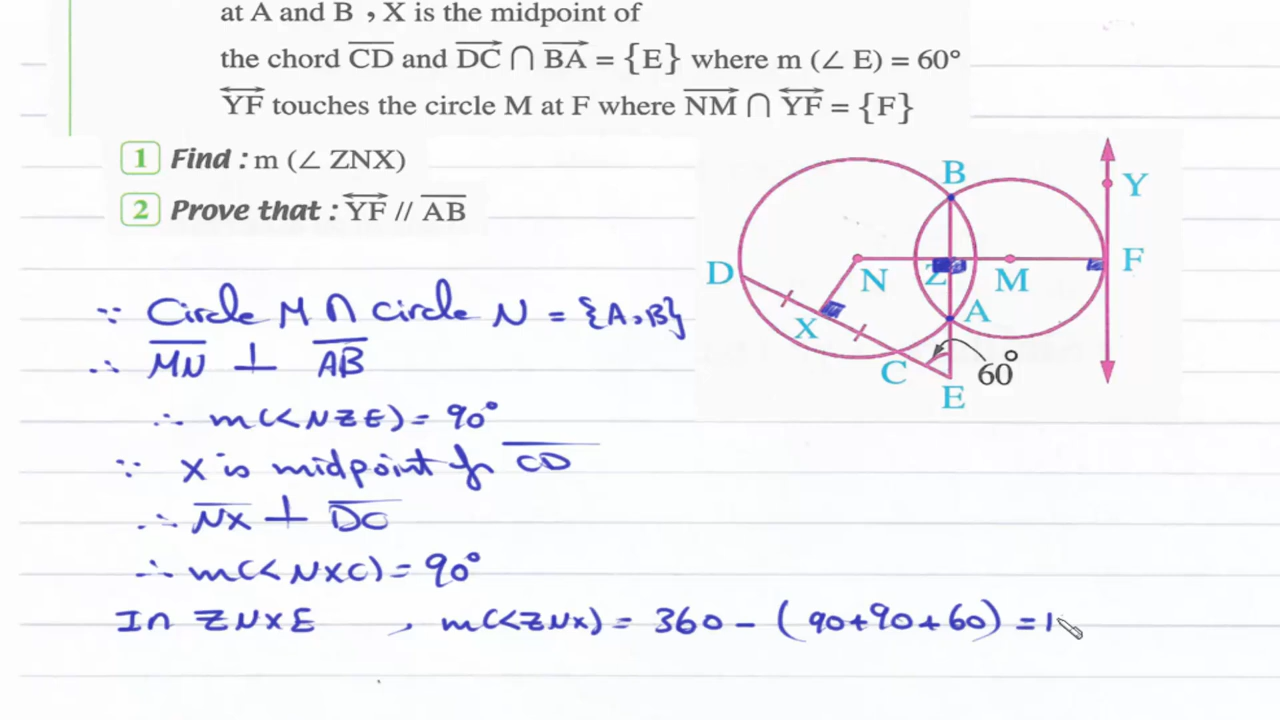 at A and B , X is the midpoint of
the chord CD and DC ∩ BA = {E} where m (∠ E) = 60°
YF touches the circle M at F where NM ∩ YF = {F}
1 Find : m (∠ ZNX)
2 Prove that : YF // AB
B
Y
D
N
Z
M
F
X
A
C
60°
E
∵ Circle M ∩ circle N = {A,B}
∴ MN ⊥ AB
∴ m(<NZE) = 90°
∵ X is midpoint of CD
∴ NX ⊥ DC
∴ m(<NXC) = 90°
In ZNXE , m(<ZNX) = 360 - (90+90+60) = 1